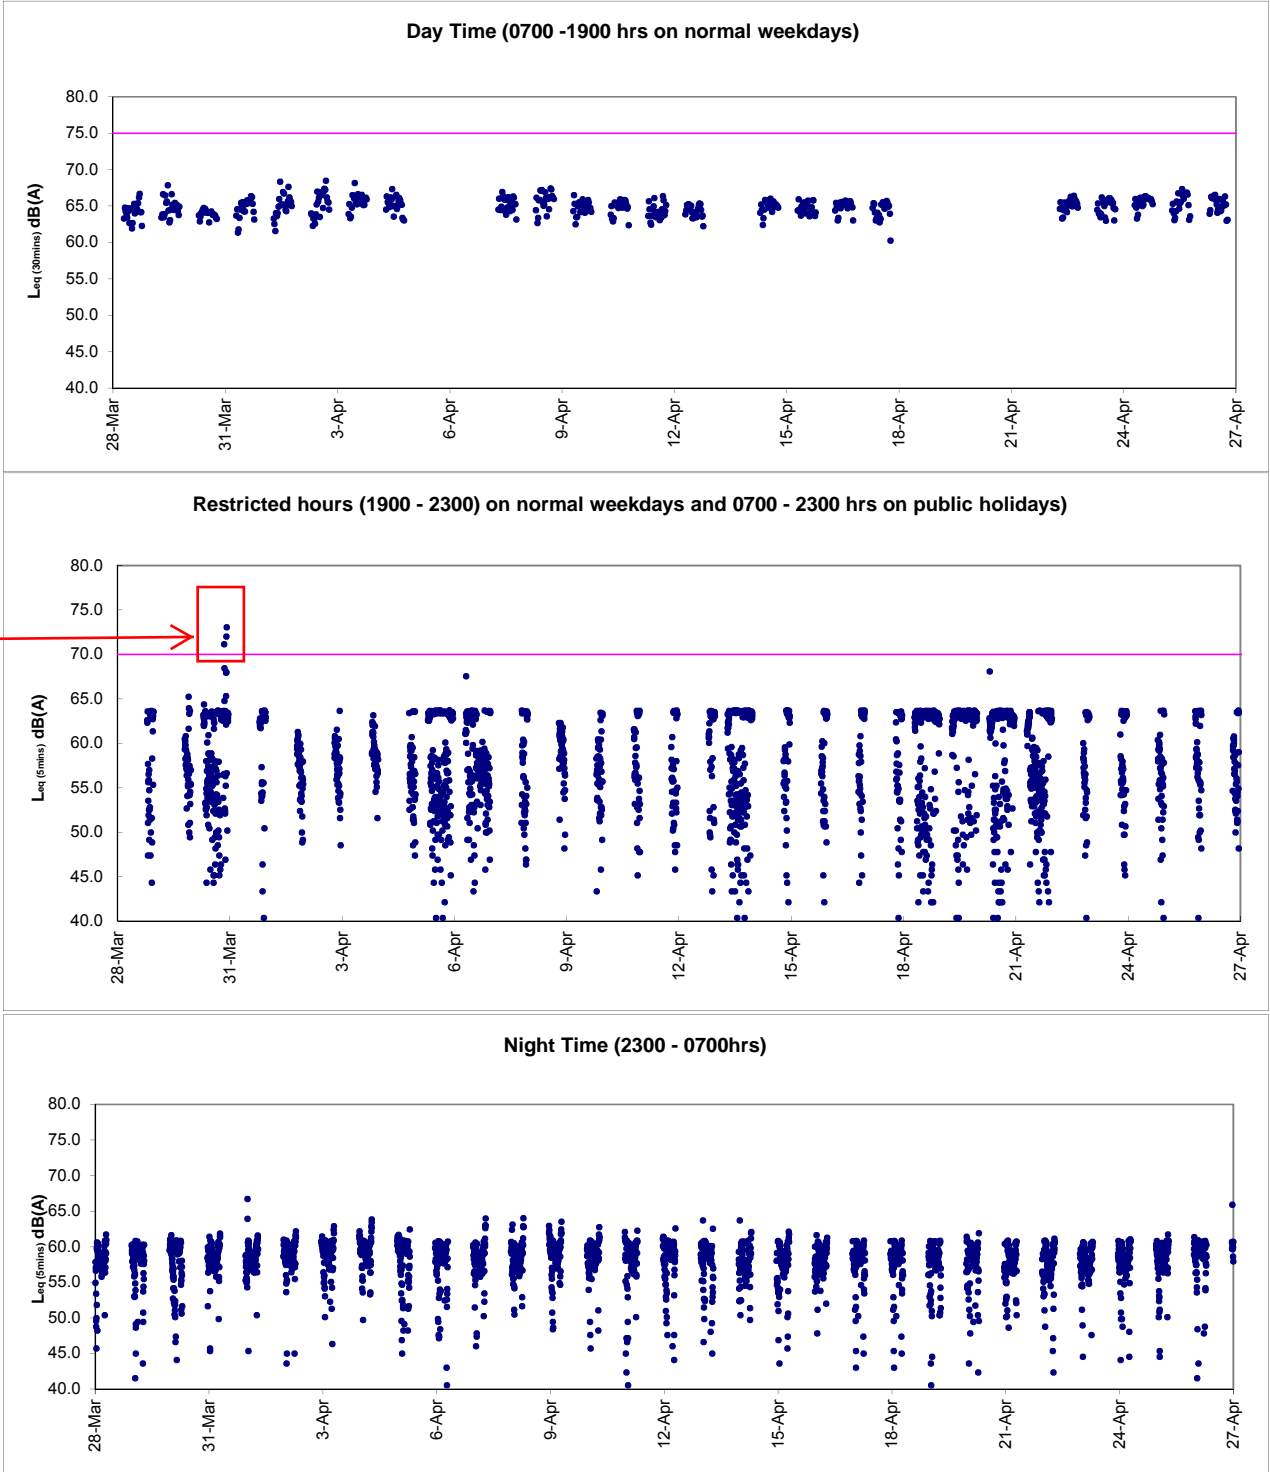 Day Time (0700 -1900 hrs on normal weekdays)
80.0
75.0
70.0
65.0
60.0
55.0
50.0
45.0
40.0
Leq (30mins) dB(A)
28-Mar
31-Mar
3-Apr
6-Apr
9-Apr
12-Apr
15-Apr
18-Apr
21-Apr
24-Apr
27-Apr
Restricted hours (1900 - 2300) on normal weekdays and 0700 - 2300 hrs on public holidays)
80.0
75.0
70.0
65.0
60.0
55.0
50.0
45.0
40.0
Leq (5mins) dB(A)
28-Mar
31-Mar
3-Apr
6-Apr
9-Apr
12-Apr
15-Apr
18-Apr
21-Apr
24-Apr
27-Apr
Night Time (2300 - 0700hrs)
80.0
75.0
70.0
65.0
60.0
55.0
50.0
45.0
40.0
Leq (5mins) dB(A)
28-Mar
31-Mar
3-Apr
6-Apr
9-Apr
12-Apr
15-Apr
18-Apr
21-Apr
24-Apr
27-Apr